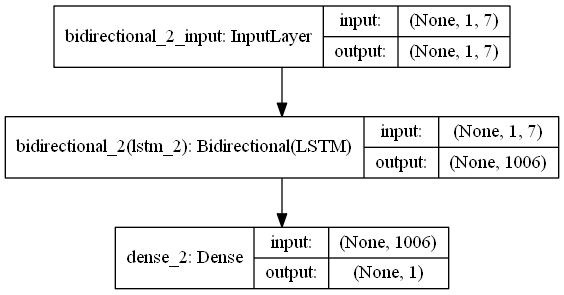 bidirectional_2_input: InputLayer
input: (None, 1, 7)
output: (None, 1, 7)
bidirectional_2(lstm_2): Bidirectional(LSTM)
input: (None, 1, 7)
output: (None, 1006)
dense_2: Dense
input: (None, 1006)
output: (None, 1)